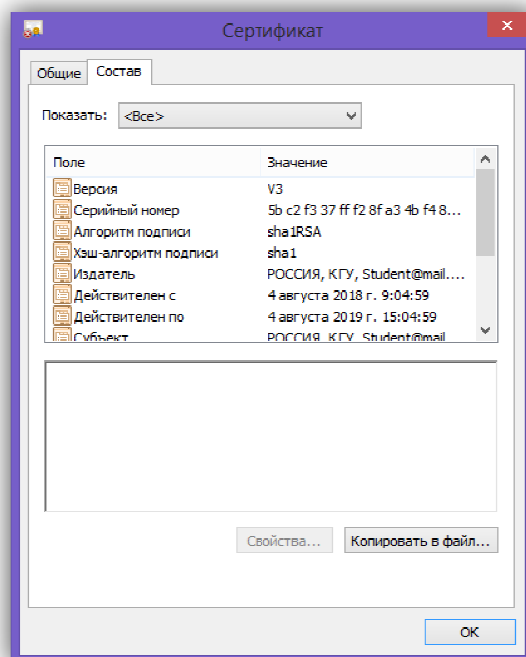 Сертификат
Общие Состав
Показать: <Все>
Поле Значение
Версия V3
Серийный номер 5b c2 f3 37 ff f2 8f a3 4b f4 8...
Алгоритм подписи sha1RSA
Хэш-алгоритм подписи sha1
Издатель РОССИЯ, КГУ, Student@mail....
Действителен с 4 августа 2018 г. 9:04:59
Действителен по 4 августа 2019 г. 15:04:59
Субъект РОССИЯ, КГУ, Student@mail
Свойства... Копировать в файл...
ОК